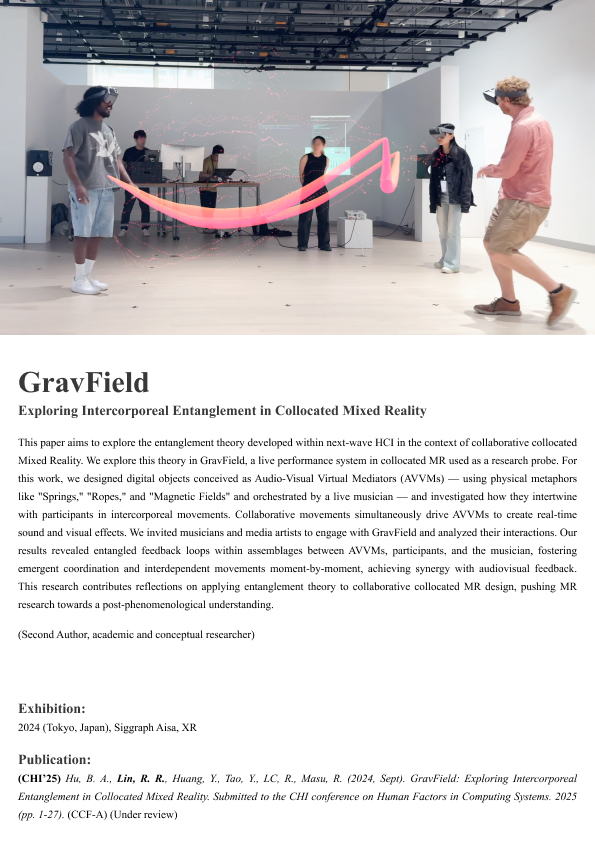 GravField
Exploring Intercorporeal Entanglement in Collocated Mixed Reality
This paper aims to explore the entanglement theory developed within next-wave HCI in the context of collaborative collocated
Mixed Reality. We explore this theory in GravField, a live performance system in collocated MR used as a research probe. For
this work, we designed digital objects conceived as Audio-Visual Virtual Mediators (AVVMs) — using physical metaphors
like "Springs," "Ropes," and "Magnetic Fields" and orchestrated by a live musician — and investigated how they intertwine
with participants in intercorporeal movements. Collaborative movements simultaneously drive AVVMs to create real-time
sound and visual effects. We invited musicians and media artists to engage with GravField and analyzed their interactions. Our
results revealed entangled feedback loops within assemblages between AVVMs, participants, and the musician, fostering
emergent coordination and interdependent movements moment-by-moment, achieving synergy with audiovisual feedback.
This research contributes reflections on applying entanglement theory to collaborative collocated MR design, pushing MR
research towards a post-phenomenological understanding.
(Second Author, academic and conceptual researcher)
Exhibition:
2024 (Tokyo, Japan), Siggraph Aisa, XR
Publication:
(CHI’25) Hu, B. A., Lin, R. R., Huang, Y., Tao, Y., LC, R., Masu, R. (2024, Sept). GravField: Exploring Intercorporeal
Entanglement in Collocated Mixed Reality. Submitted to the CHI conference on Human Factors in Computing Systems. 2025
(pp. 1-27). (CCF-A) (Under review)